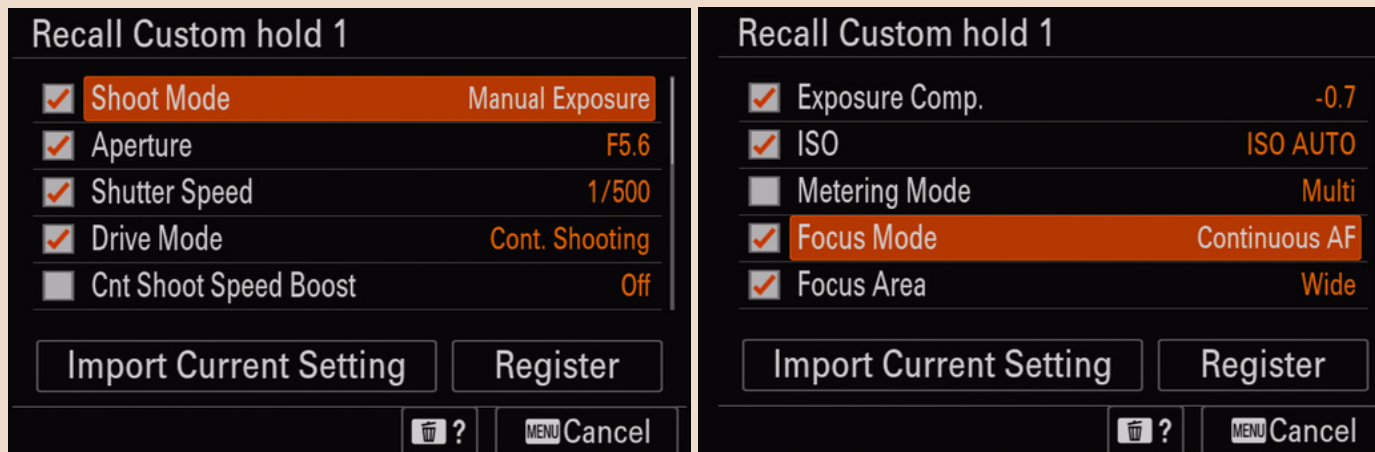 Recall Custom hold 1
Shoot Mode Manual Exposure
Aperture F5.6
Shutter Speed 1/500
Drive Mode Cont. Shooting
Cnt Shoot Speed Boost Off
Import Current Setting Register
? MENU Cancel
Recall Custom hold 1
Exposure Comp. -0.7
ISO ISO AUTO
Metering Mode Multi
Focus Mode Continuous AF
Focus Area Wide
Import Current Setting Register
? MENU Cancel